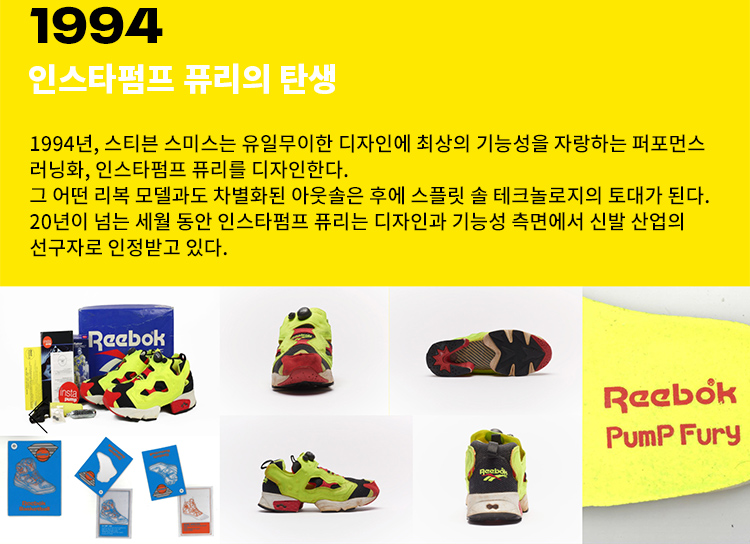 1994
인스타펌프 퓨리의 탄생
1994년, 스티븐 스미스는 유일무이한 디자인에 최상의 기능성을 자랑하는 퍼포먼스
러닝화, 인스타펌프 퓨리를 디자인한다.
그 어떤 리복 모델과도 차별화된 아웃솔은 후에 스플릿 솔 테크놀로지의 토대가 된다.
20년이 넘는 세월 동안 인스타펌프 퓨리는 디자인과 기능성 측면에서 신발 산업의
선구자로 인정받고 있다.
Reebok
insta
pump
Reebok
Reebok
PumP Fury